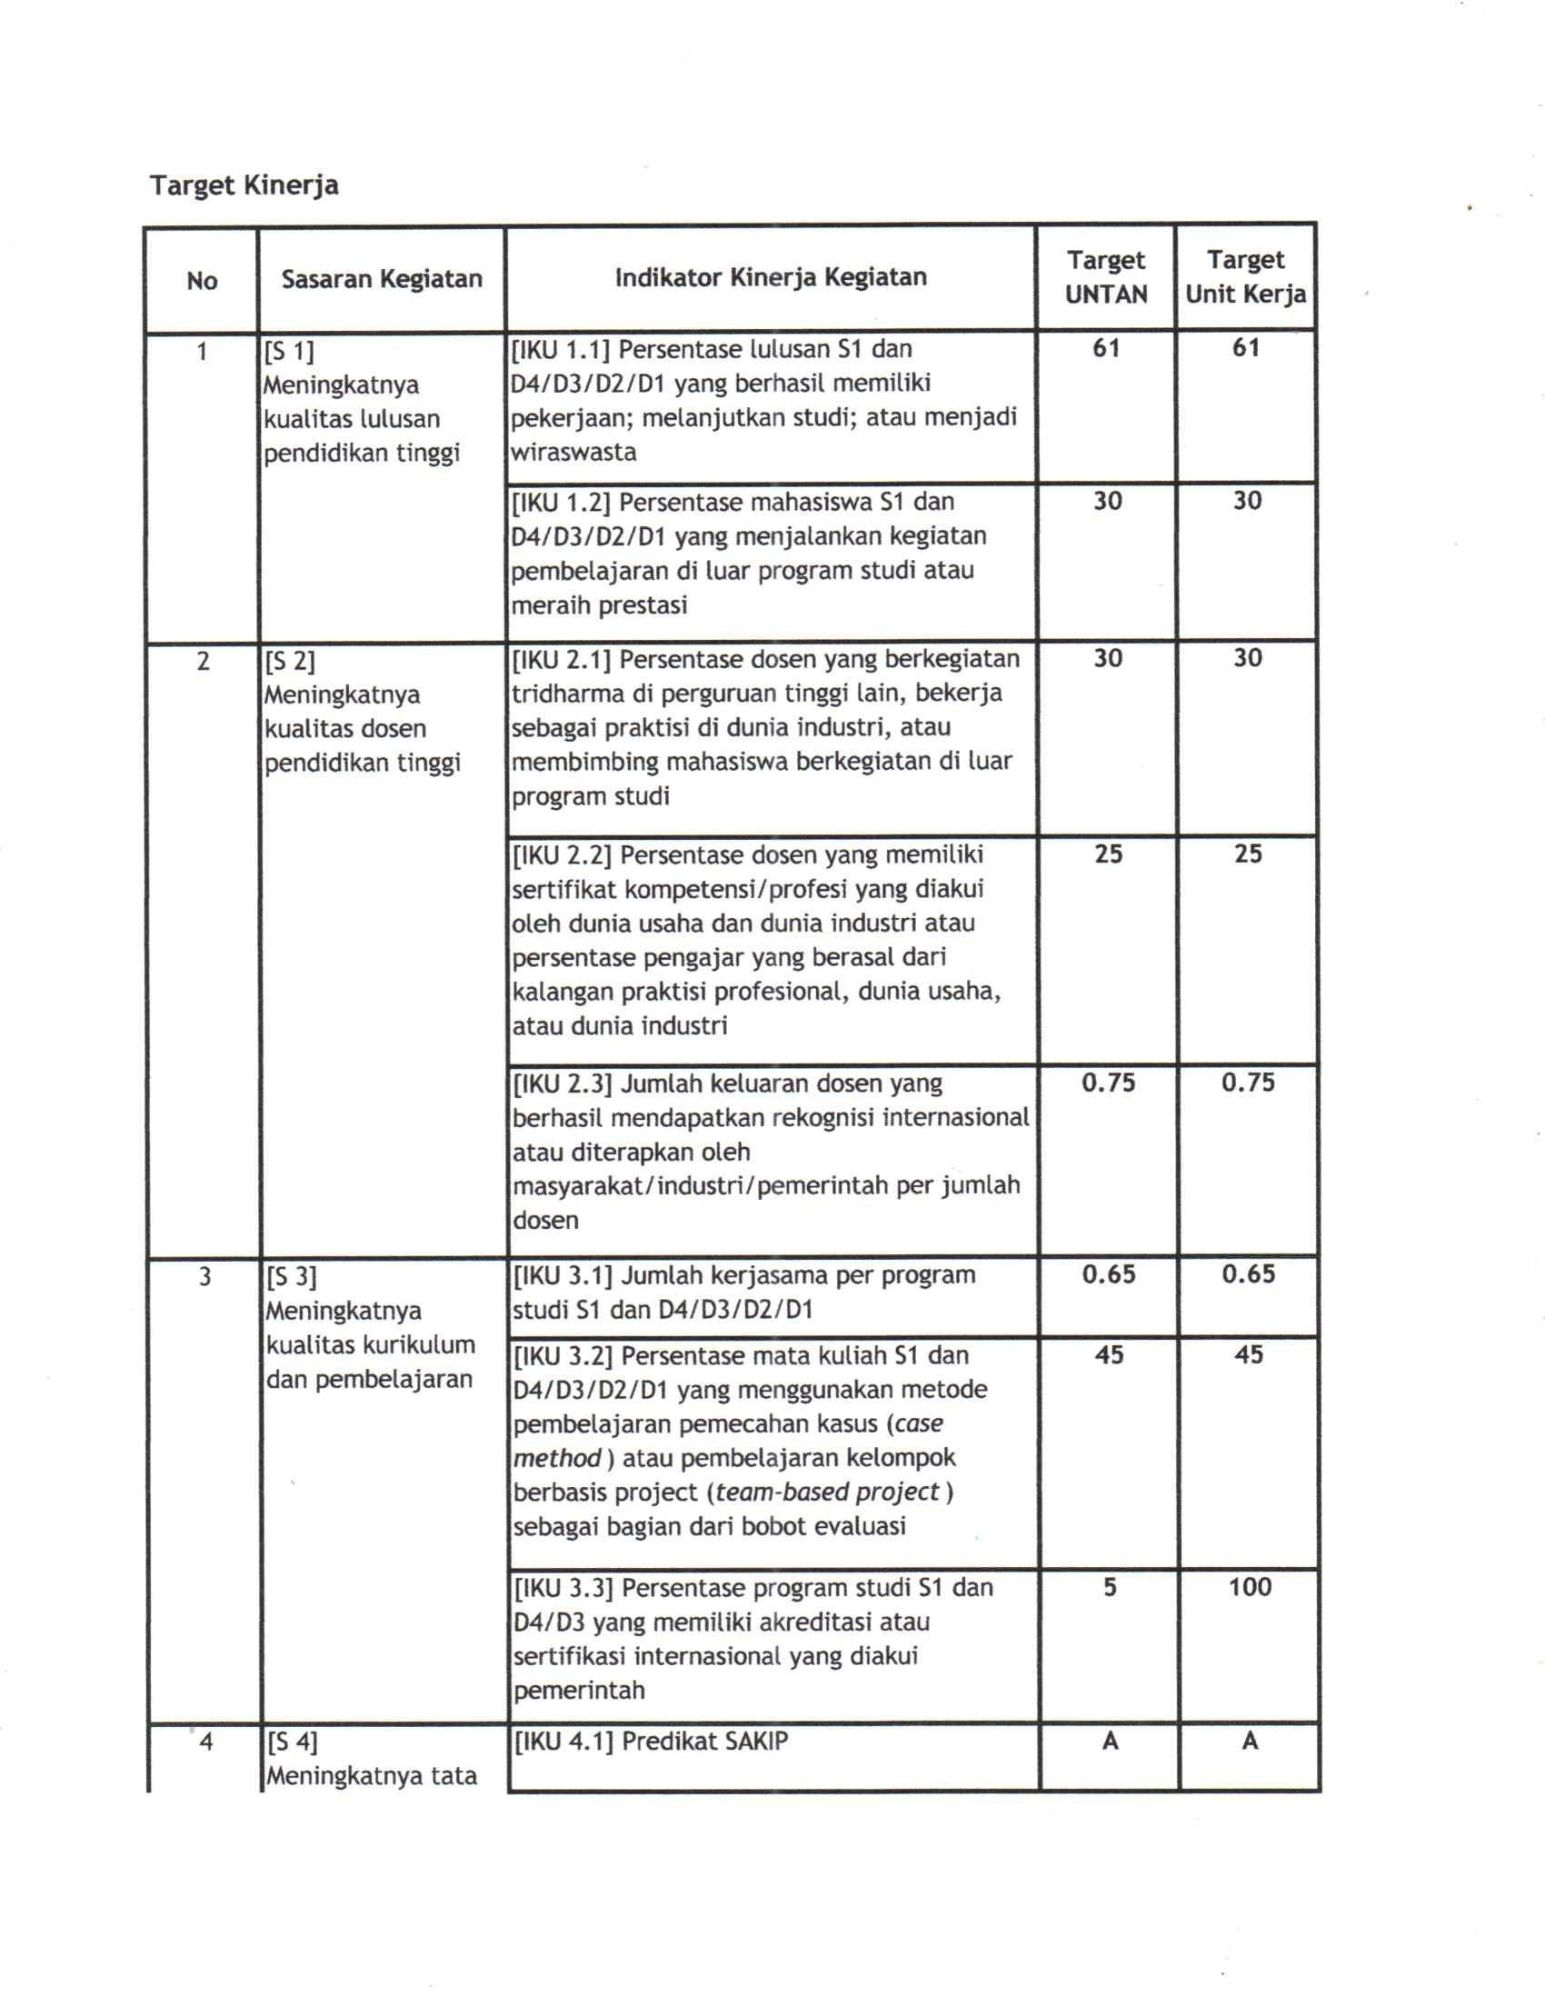 Target Kinerja
No
Sasaran Kegiatan
Indikator Kinerja Kegiatan
Target
UNTAN
Target
Unit Kerja
1
[S 1]
Meningkatnya
kualitas lulusan
pendidikan tinggi
[IKU 1.1] Persentase lulusan S1 dan
D4/D3/D2/D1 yang berhasil memiliki
pekerjaan; melanjutkan studi; atau menjadi
wiraswasta
61
61
[IKU 1.2] Persentase mahasiswa S1 dan
D4/D3/D2/D1 yang menjalankan kegiatan
pembelajaran di luar program studi atau
meraih prestasi
30
30
2
[S 2]
Meningkatnya
kualitas dosen
pendidikan tinggi
[IKU 2.1] Persentase dosen yang berkegiatan
tridharma di perguruan tinggi lain, bekerja
sebagai praktisi di dunia industri, atau
membimbing mahasiswa berkegiatan di luar
program studi
30
30
[IKU 2.2] Persentase dosen yang memiliki
sertifikat kompetensi/profesi yang diakui
oleh dunia usaha dan dunia industri atau
persentase pengajar yang berasal dari
kalangan praktisi profesional, dunia usaha,
atau dunia industri
25
25
[IKU 2.3] Jumlah keluaran dosen yang
berhasil mendapatkan rekognisi internasional
atau diterapkan oleh
masyarakat/industri/pemerintah per jumlah
dosen
0.75
0.75
3
[S 3]
Meningkatnya
kualitas kurikulum
dan pembelajaran
[IKU 3.1] Jumlah kerjasama per program
studi S1 dan D4/D3/D2/D1
0.65
0.65
[IKU 3.2] Persentase mata kuliah S1 dan
D4/D3/D2/D1 yang menggunakan metode
pembelajaran pemecahan kasus (case
method) atau pembelajaran kelompok
berbasis project (team-based project)
sebagai bagian dari bobot evaluasi
45
45
[IKU 3.3] Persentase program studi S1 dan
D4/D3 yang memiliki akreditasi atau
sertifikasi internasional yang diakui
pemerintah
5
100
4
[S 4]
Meningkatnya tata
[IKU 4.1] Predikat SAKIP
A
A